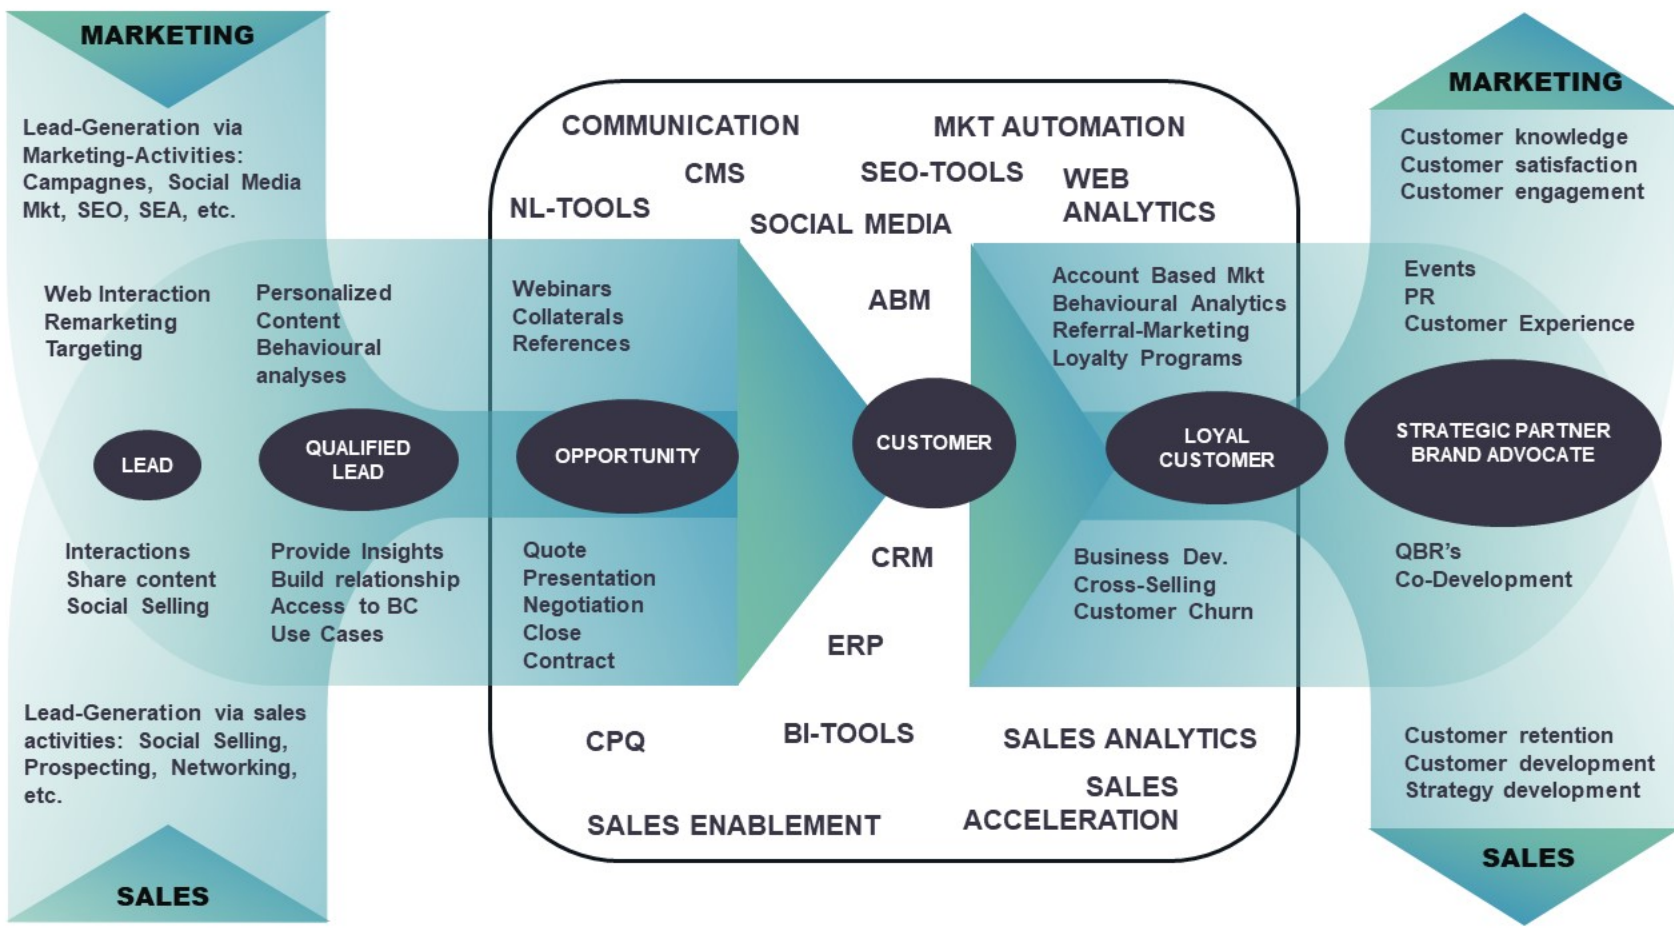 MARKETING
Lead-Generation via
Marketing-Activities:
Campagnes, Social Media
Mkt, SEO, SEA, etc.
Web Interaction
Remarketing
Targeting
Personalized
Content
Behavioural
analyses
LEAD
QUALIFIED
LEAD
Interactions
Share content
Social Selling
Provide Insights
Build relationship
Access to BC
Use Cases
Lead-Generation via sales
activities: Social Selling,
Prospecting, Networking,
etc.
SALES
COMMUNICATION
MKT AUTOMATION
CMS
SEO-TOOLS
WEB
ANALYTICS
NL-TOOLS
SOCIAL MEDIA
Webinars
Collaterals
References
ABM
Account Based Mkt
Behavioural Analytics
Referral-Marketing
Loyalty Programs
OPPORTUNITY
CUSTOMER
LOYAL
CUSTOMER
Quote
Presentation
Negotiation
Close
Contract
CRM
ERP
Business Dev.
Cross-Selling
Customer Churn
CPQ
BI-TOOLS
SALES ANALYTICS
SALES
ACCELERATION
SALES ENABLEMENT
MARKETING
Customer knowledge
Customer satisfaction
Customer engagement
Events
PR
Customer Experience
STRATEGIC PARTNER
BRAND ADVOCATE
QBR's
Co-Development
Customer retention
Customer development
Strategy development
SALES